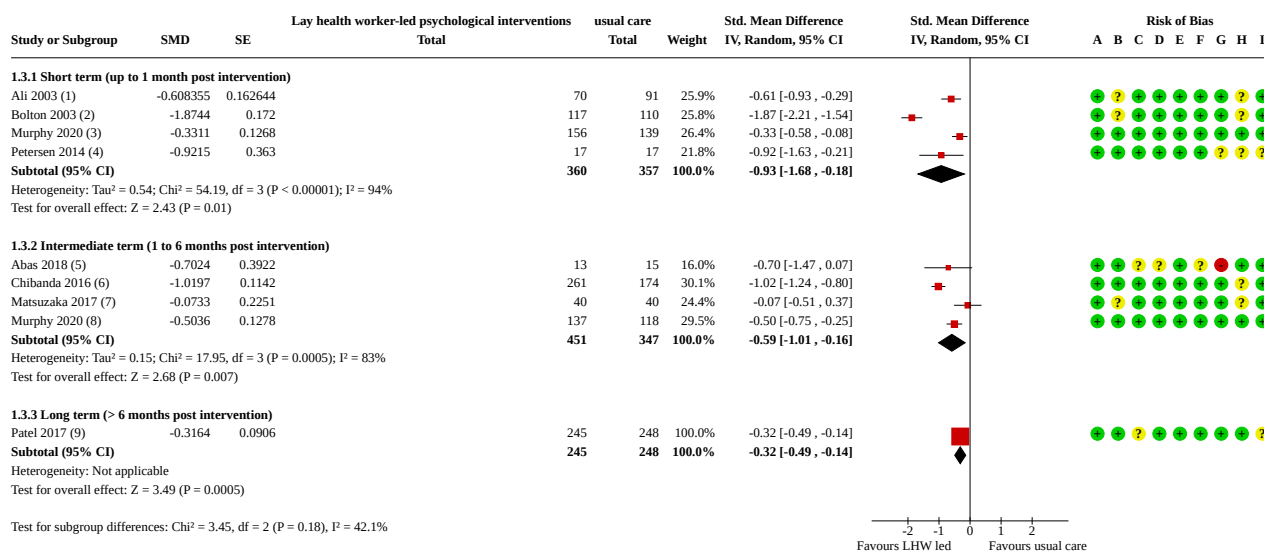 Lay health worker-led psychological interventions usual care Std. Mean Difference Std. Mean Difference Risk of Bias
Study or Subgroup SMD SE Total Total Weight IV, Random, 95% CI IV, Random, 95% CI A B C D E F G H I
1.3.1 Short term (up to 1 month post intervention)
Ali 2003 (1) -0.608355 0.162644 70 91 25.9% -0.61 [-0.93 , -0.29] + ? + + + + + ? +
Bolton 2003 (2) -1.8744 0.172 117 110 25.8% -1.87 [-2.21 , -1.54] + ? + + + + + ? +
Murphy 2020 (3) -0.3311 0.1268 156 139 26.4% -0.33 [-0.58 , -0.08] + + + + + + + + +
Petersen 2014 (4) -0.9215 0.363 17 17 21.8% -0.92 [-1.63 , -0.21] + + + + + + ? ? ?
Subtotal (95% CI) 360 357 100.0% -0.93 [-1.68 , -0.18]
Heterogeneity: Tau² = 0.54; Chi² = 54.19, df = 3 (P < 0.00001); I² = 94%
Test for overall effect: Z = 2.43 (P = 0.01)
1.3.2 Intermediate term (1 to 6 months post intervention)
Abas 2018 (5) -0.7024 0.3922 13 15 16.0% -0.70 [-1.47 , 0.07] + + ? ? + ? - + +
Chibanda 2016 (6) -1.0197 0.1142 261 174 30.1% -1.02 [-1.24 , -0.80] + + + + + + + ? +
Matsuzaka 2017 (7) -0.0733 0.2251 40 40 24.4% -0.07 [-0.51 , 0.37] + ? + + + + + ? +
Murphy 2020 (8) -0.5036 0.1278 137 118 29.5% -0.50 [-0.75 , -0.25] + + + + + + + + +
Subtotal (95% CI) 451 347 100.0% -0.59 [-1.01 , -0.16]
Heterogeneity: Tau² = 0.15; Chi² = 17.95, df = 3 (P = 0.0005); I² = 83%
Test for overall effect: Z = 2.68 (P = 0.007)
1.3.3 Long term (> 6 months post intervention)
Patel 2017 (9) -0.3164 0.0906 245 248 100.0% -0.32 [-0.49 , -0.14] + + ? + + + + + ?
Subtotal (95% CI) 245 248 100.0% -0.32 [-0.49 , -0.14]
Heterogeneity: Not applicable
Test for overall effect: Z = 3.49 (P = 0.0005)
Test for subgroup differences: Chi² = 3.45, df = 2 (P = 0.18), I² = 42.1%
-2 -1 0 1 2
Favours LHW led Favours usual care